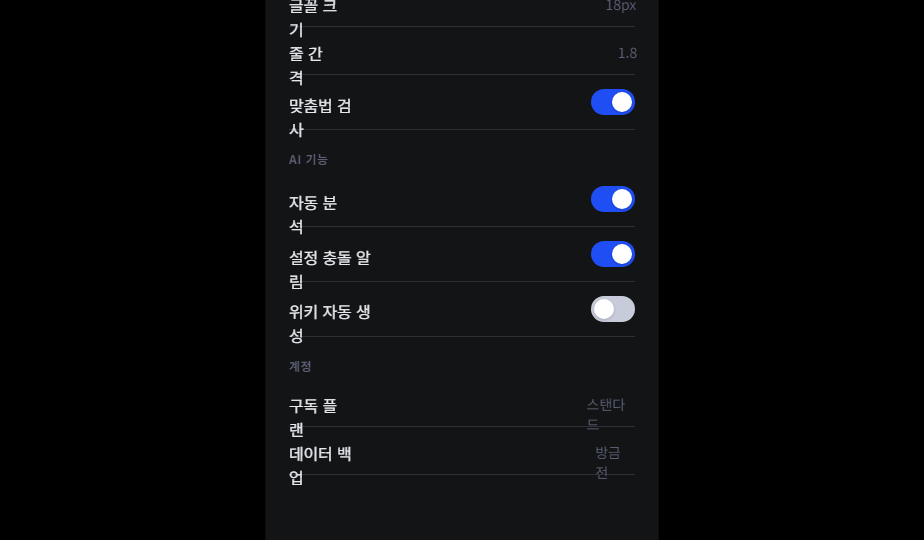 글꼴 크
기
18px
줄 간
격
1.8
맞춤법 검
사
AI 기능
자동 분
석
설정 충돌 알
림
위키 자동 생
성
계정
구독 플
랜
스탠다
드
데이터 백
업
방금
전